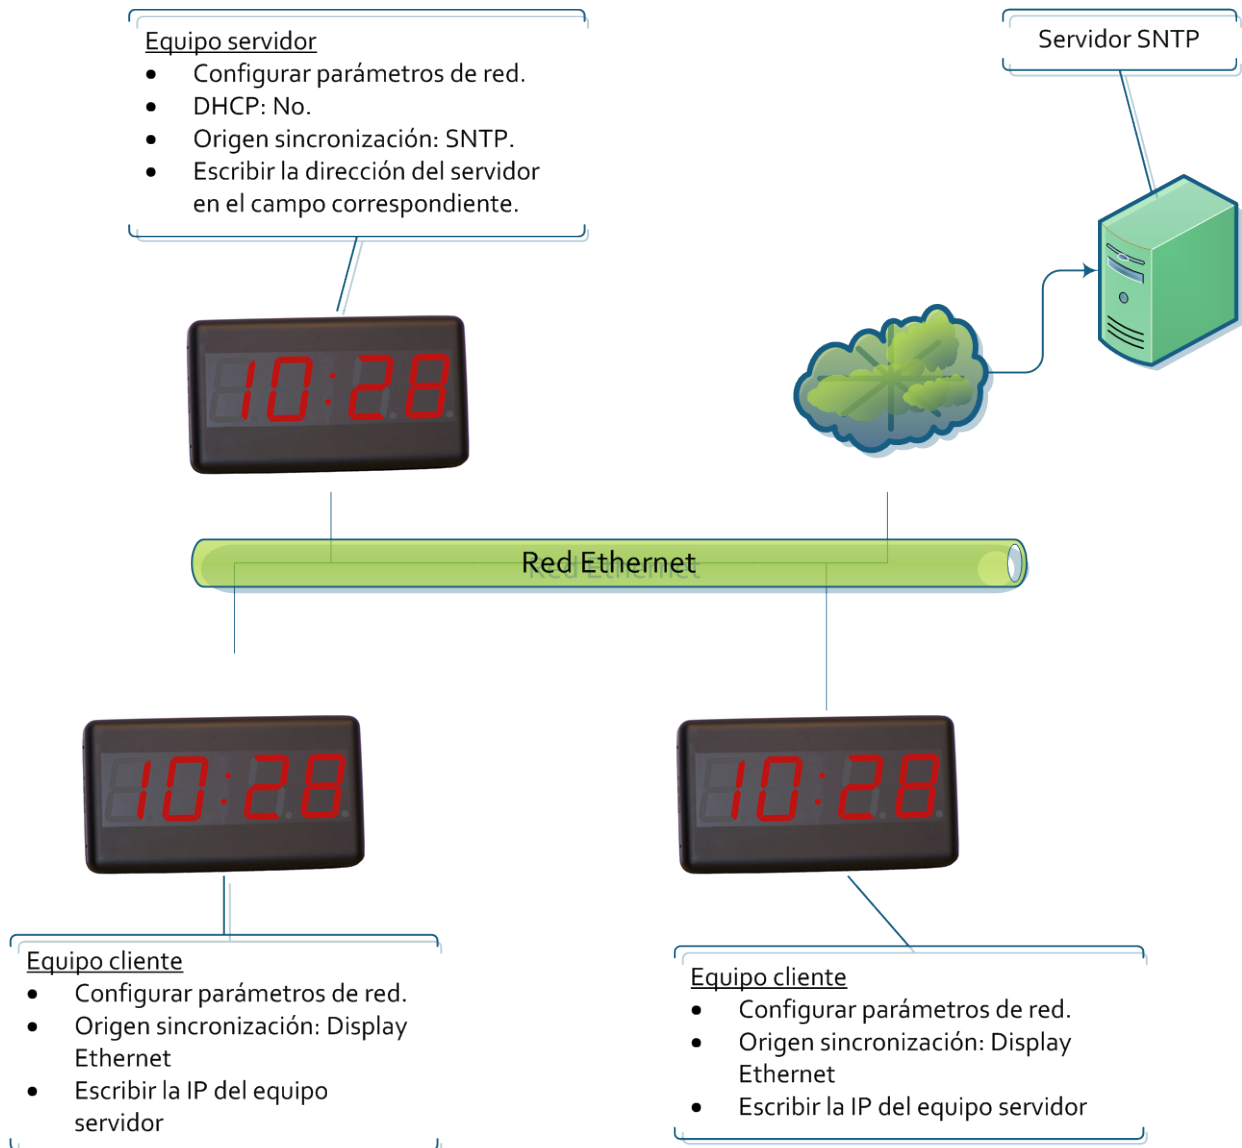 Equipo servidor
• Configurar parámetros de red.
• DHCP: No.
• Origen sincronización: SNTP.
• Escribir la dirección del servidor
en el campo correspondiente.
Servidor SNTP
10:28
Red Ethernet
10:28
10:28
Equipo cliente
• Configurar parámetros de red.
• Origen sincronización: Display
Ethernet
• Escribir la IP del equipo
servidor
Equipo cliente
• Configurar parámetros de red.
• Origen sincronización: Display
Ethernet
• Escribir la IP del equipo servidor